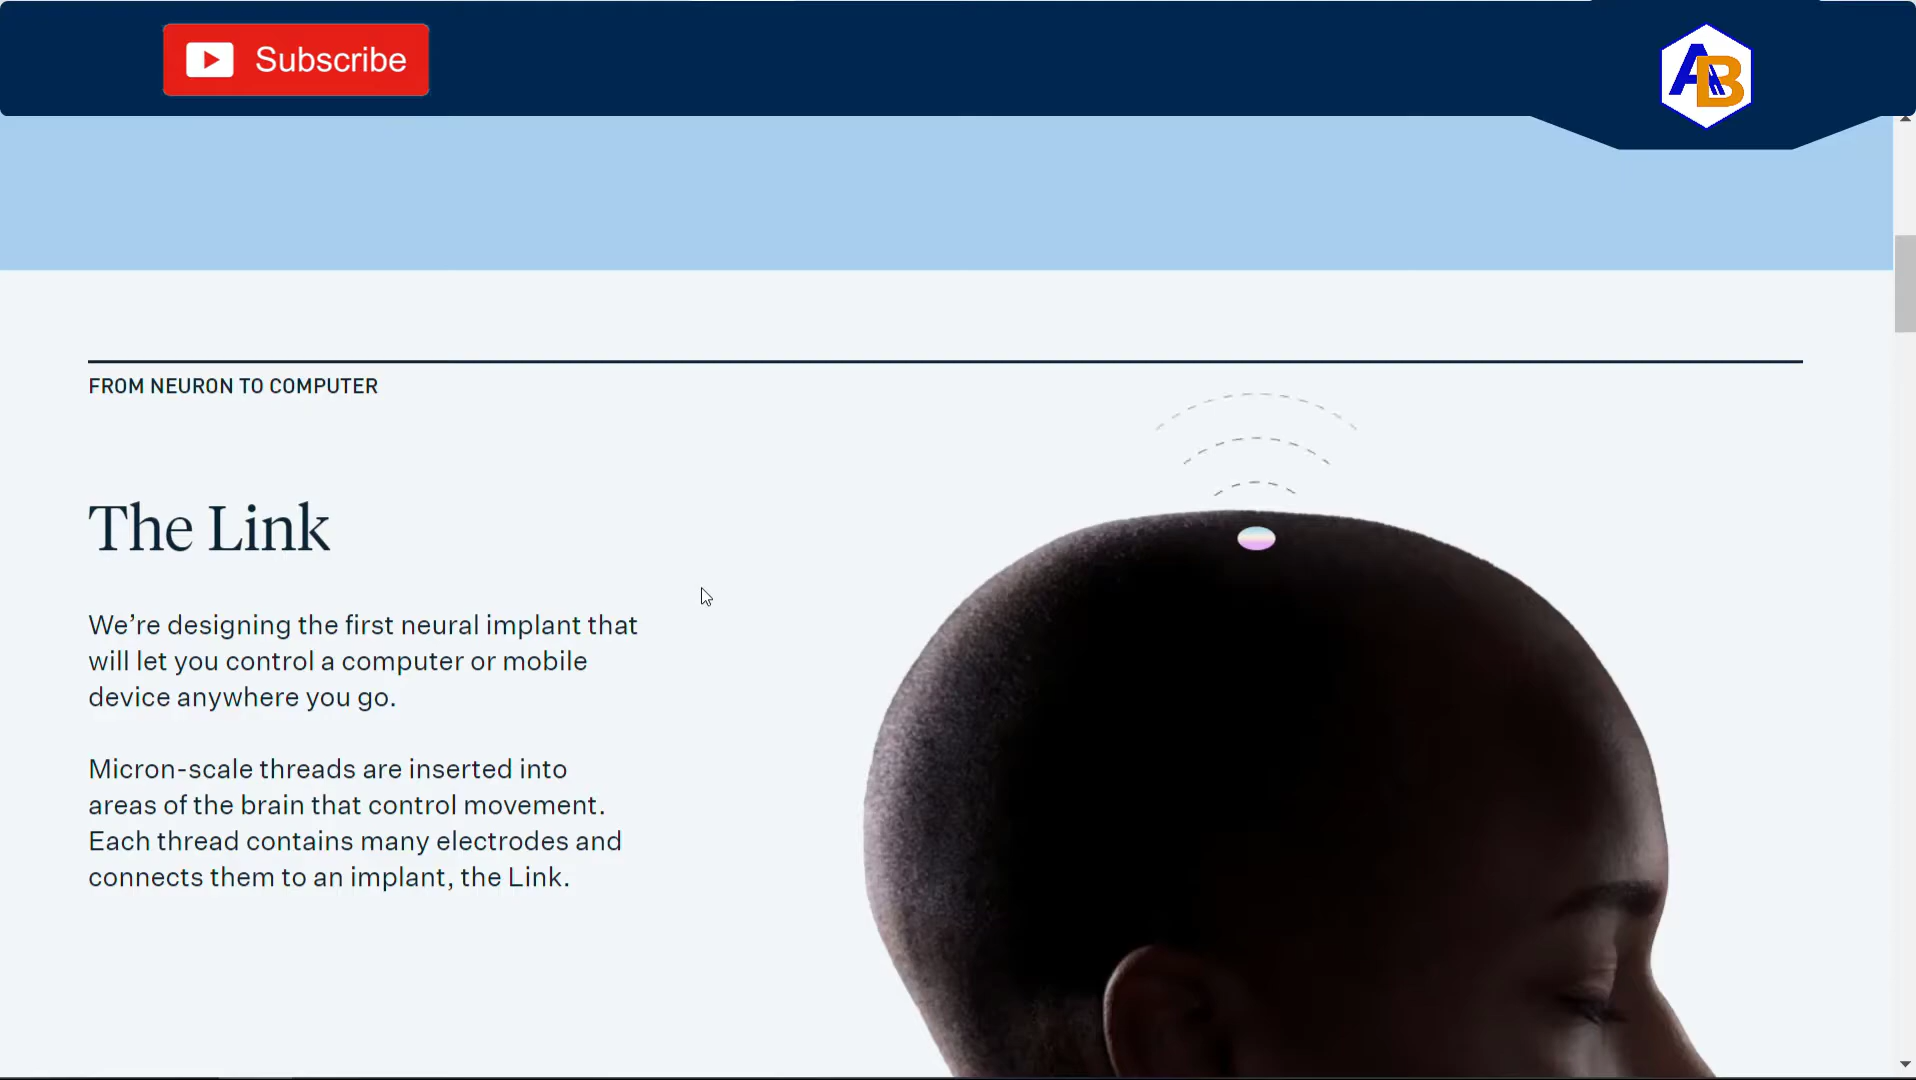 Subscribe
AB
FROM NEURON TO COMPUTER
The Link
We’re designing the first neural implant that
will let you control a computer or mobile
device anywhere you go.
Micron-scale threads are inserted into
areas of the brain that control movement.
Each thread contains many electrodes and
connects them to an implant, the Link.